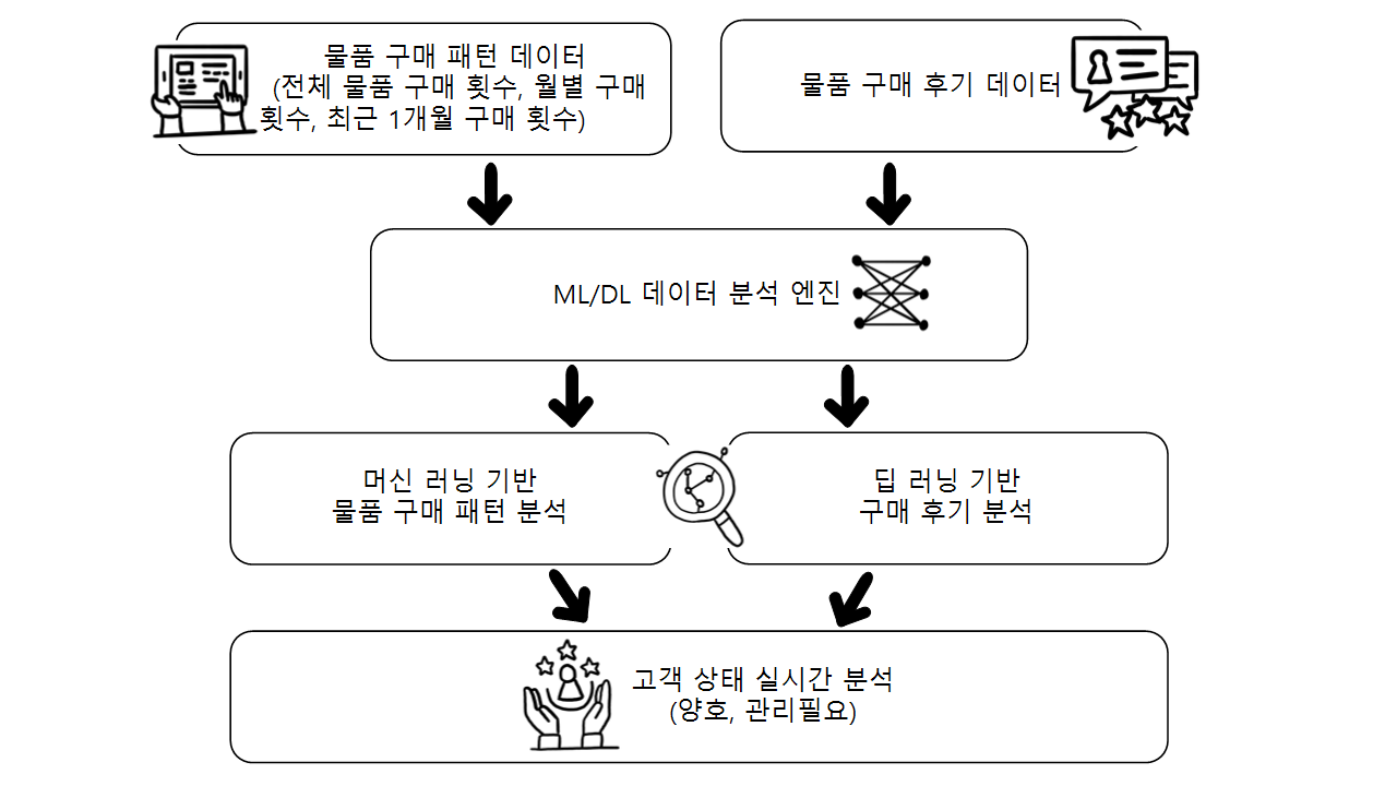 물품 구매 패턴 데이터
(전체 물품 구매 횟수, 월별 구매
횟수, 최근 1개월 구매 횟수)
물품 구매 후기 데이터
ML/DL 데이터 분석 엔진
머신 러닝 기반
물품 구매 패턴 분석
딥 러닝 기반
구매 후기 분석
고객 상태 실시간 분석
(양호, 관리필요)